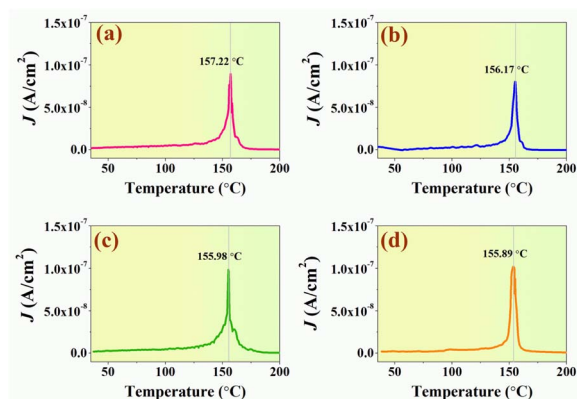 (a)
1.5x10⁻⁷
1.0x10⁻⁷
5.0x10⁻⁸
0.0
J (A/cm²)
157.22 °C
50
100
150
200
Temperature (°C)
(b)
1.5x10⁻⁷
1.0x10⁻⁷
5.0x10⁻⁸
0.0
J (A/cm²)
156.17 °C
50
100
150
200
Temperature (°C)
(c)
1.5x10⁻⁷
1.0x10⁻⁷
5.0x10⁻⁸
0.0
J (A/cm²)
155.98 °C
50
100
150
200
Temperature (°C)
(d)
1.5x10⁻⁷
1.0x10⁻⁷
5.0x10⁻⁸
0.0
J (A/cm²)
155.89 °C
50
100
150
200
Temperature (°C)